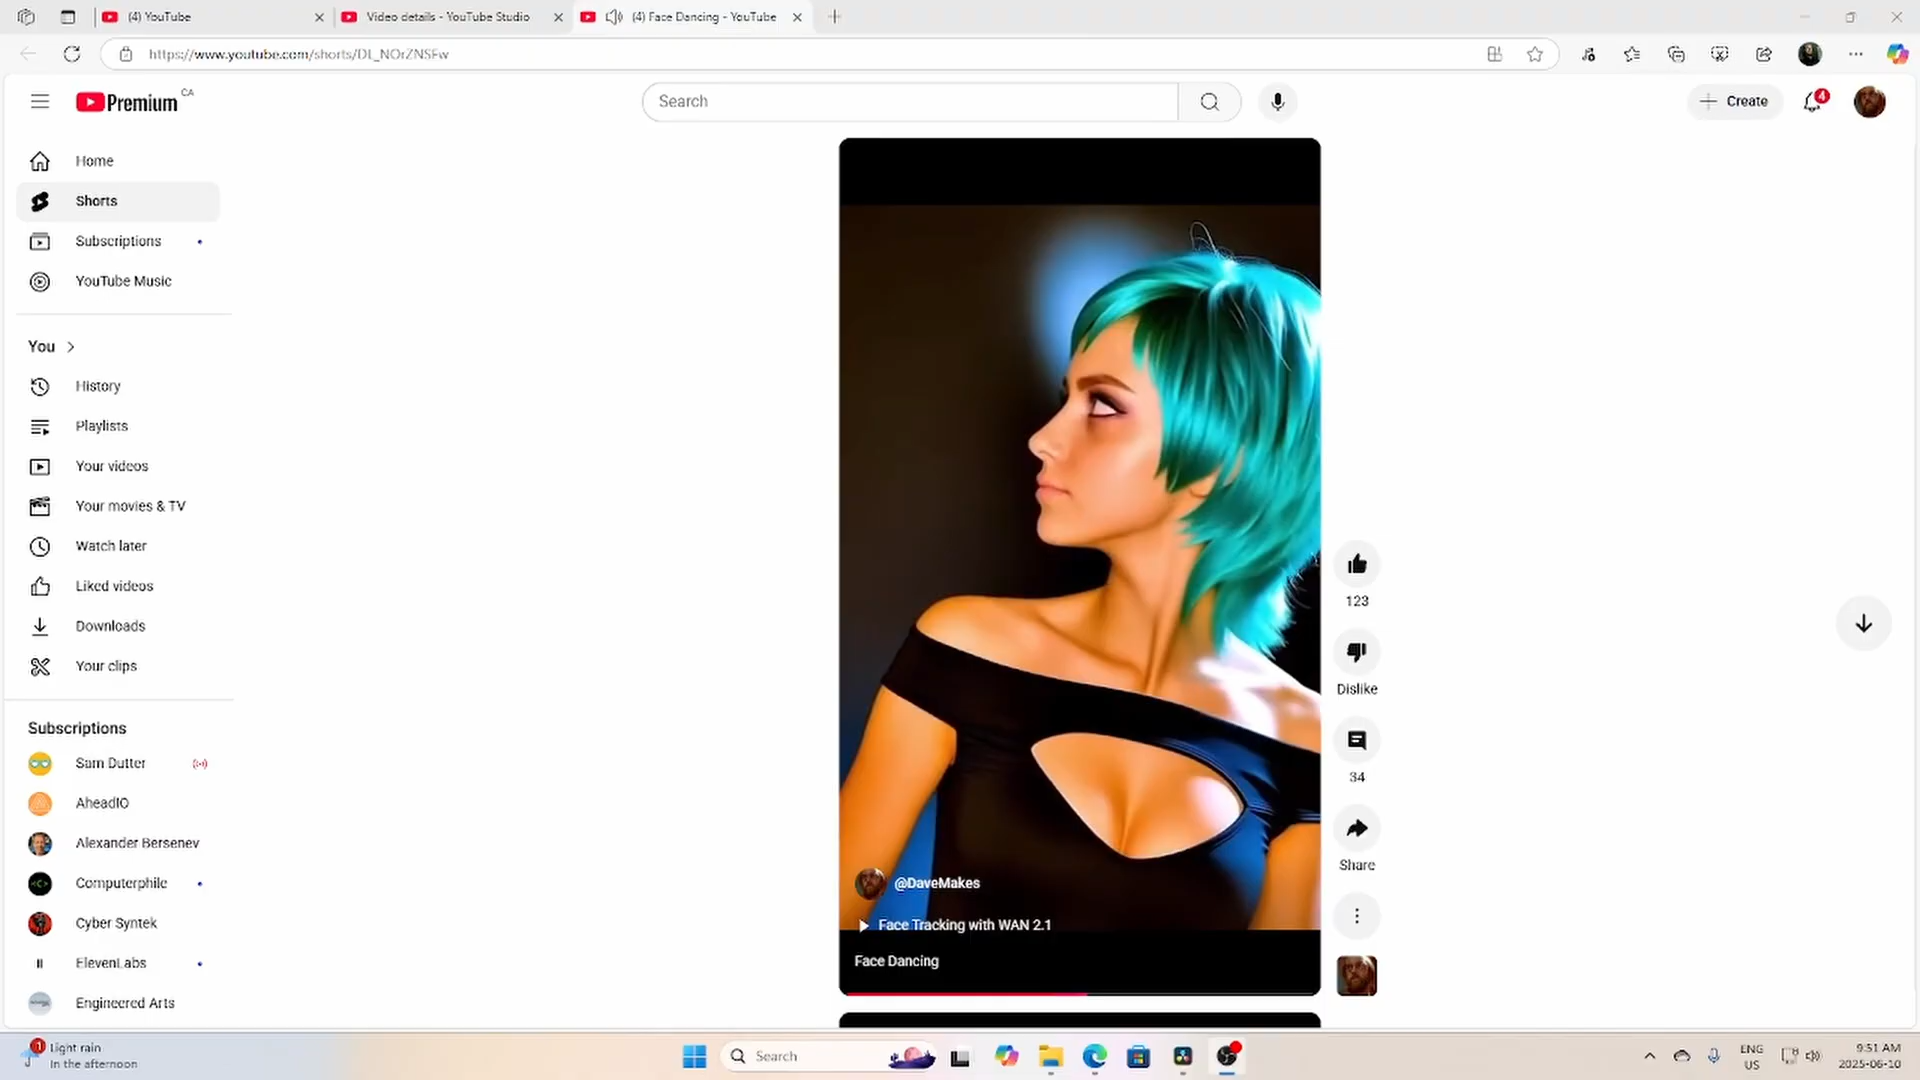 (4) YouTube
Video details - YouTube Studio
(4) Face Dancing - YouTube
https://www.youtube.com/shorts/DL_NOrZNSFw
Premium CA
Search
Create
4
Home
Shorts
Subscriptions
YouTube Music
You
History
Playlists
Your videos
Your movies & TV
Watch later
Liked videos
Downloads
Your clips
Subscriptions
Sam Dutter
AheadIO
Alexander Bersenev
Computerphile
Cyber Syntek
ElevenLabs
Engineered Arts
@DaveMakes
Face Tracking with WAN 2.1
Face Dancing
123
Dislike
34
Share
1
Light rain
In the afternoon
Search
ENG
US
9:51 AM
2025-06-10